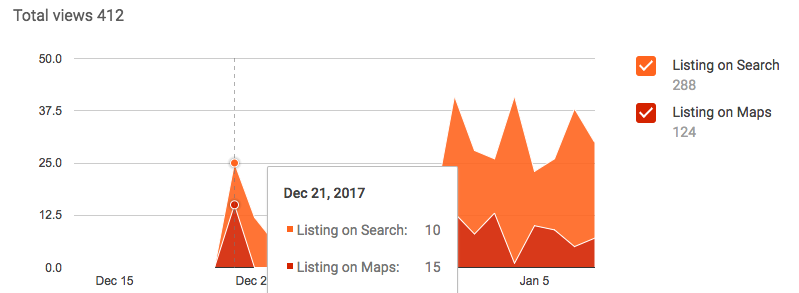 Total views 412
50.0
37.5
25.0
12.5
0.0
Dec 15
Dec 2
Jan 5
Dec 21, 2017
Listing on Search: 10
Listing on Maps: 15
Listing on Search
288
Listing on Maps
124